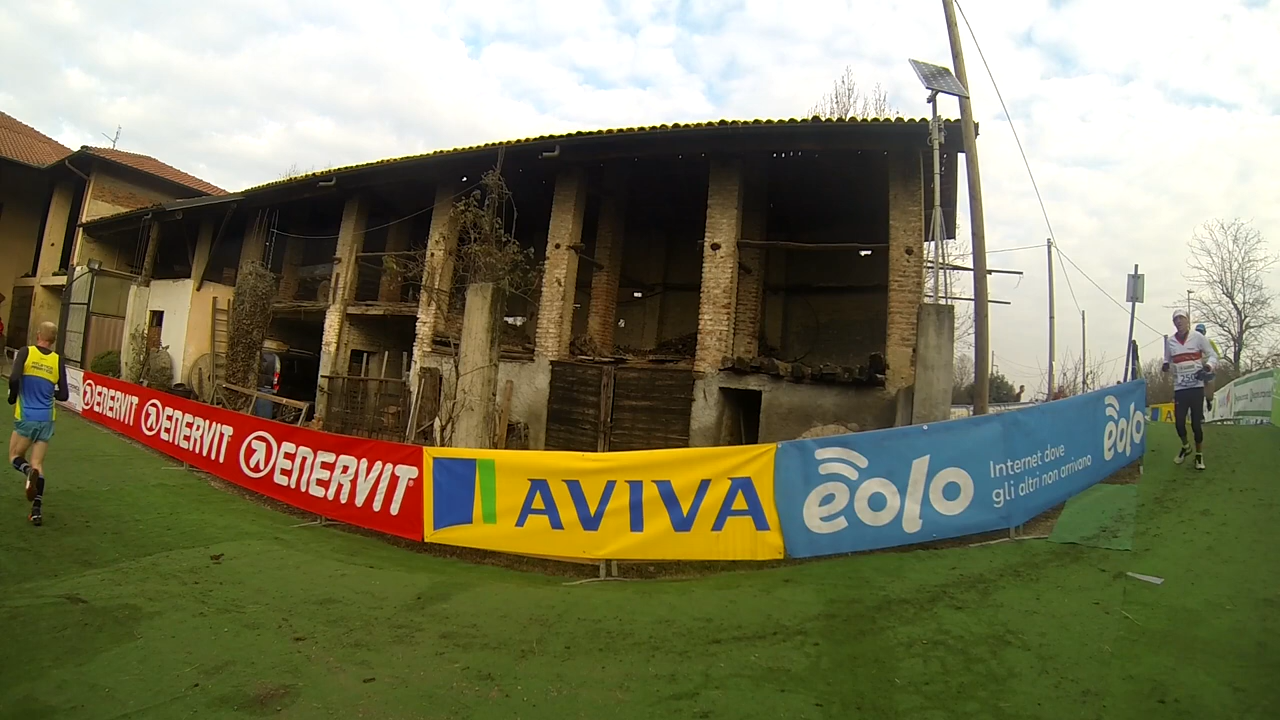 ENERVIT
ENERVIT
ENERVIT
AVIVA
eolo
Internet dove
gli altri non arrivano
eolo